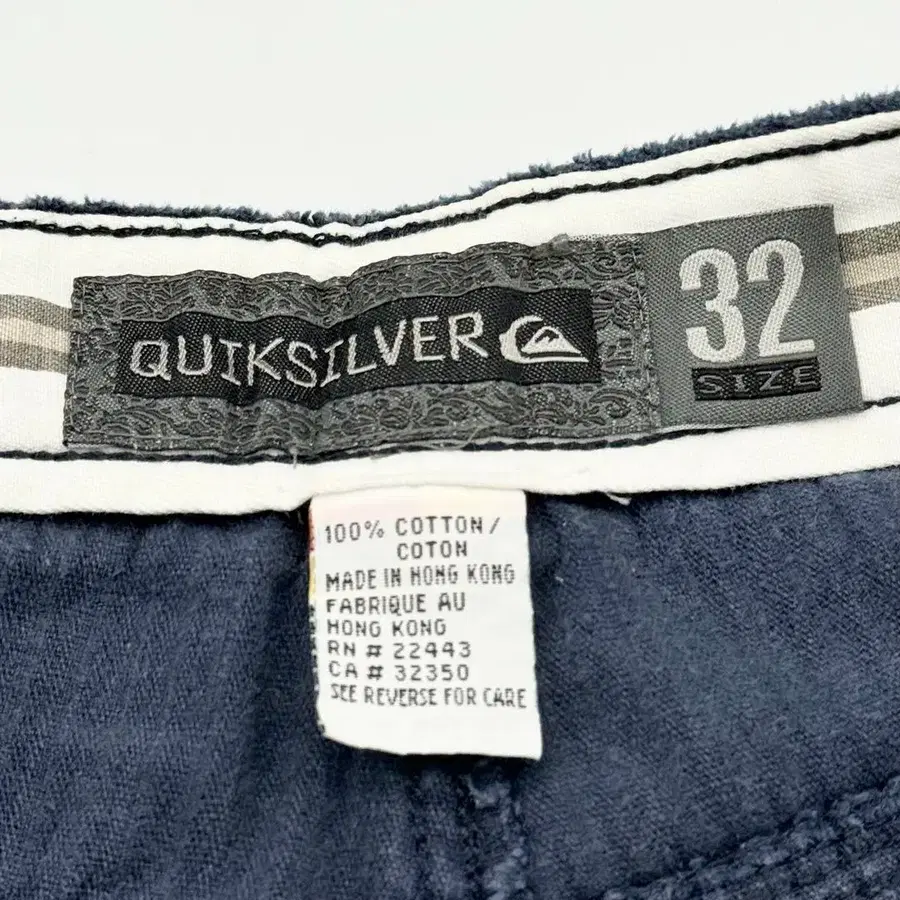 QUIKSILVER
32
SIZE
100% COTTON/
COTON
MADE IN HONG KONG
FABRIQUE AU
HONG KONG
RN # 22443
CA # 32350
SEE REVERSE FOR CARE